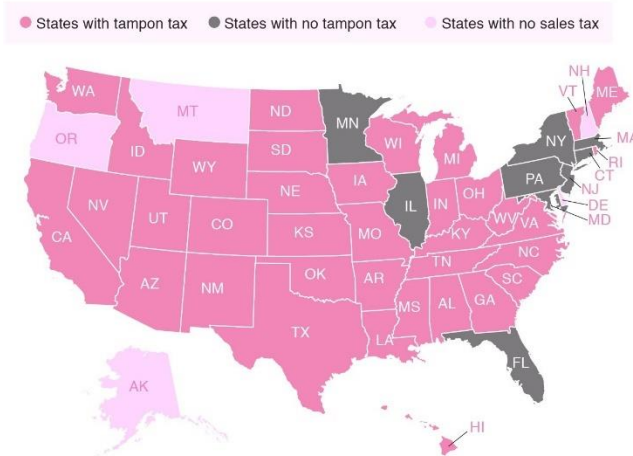 States with tampon tax States with no tampon tax States with no sales tax
WA
MT
ND
MN
OR
ID
WY
SD
WI
MI
NY
VT
NH
ME
MA
RI
CT
NJ
PA
DE
MD
NV
UT
CO
NE
IA
IL
IN
OH
WV
VA
CA
KS
MO
KY
NC
TN
AZ
NM
OK
AR
SC
MS
AL
GA
TX
LA
FL
AK
HI